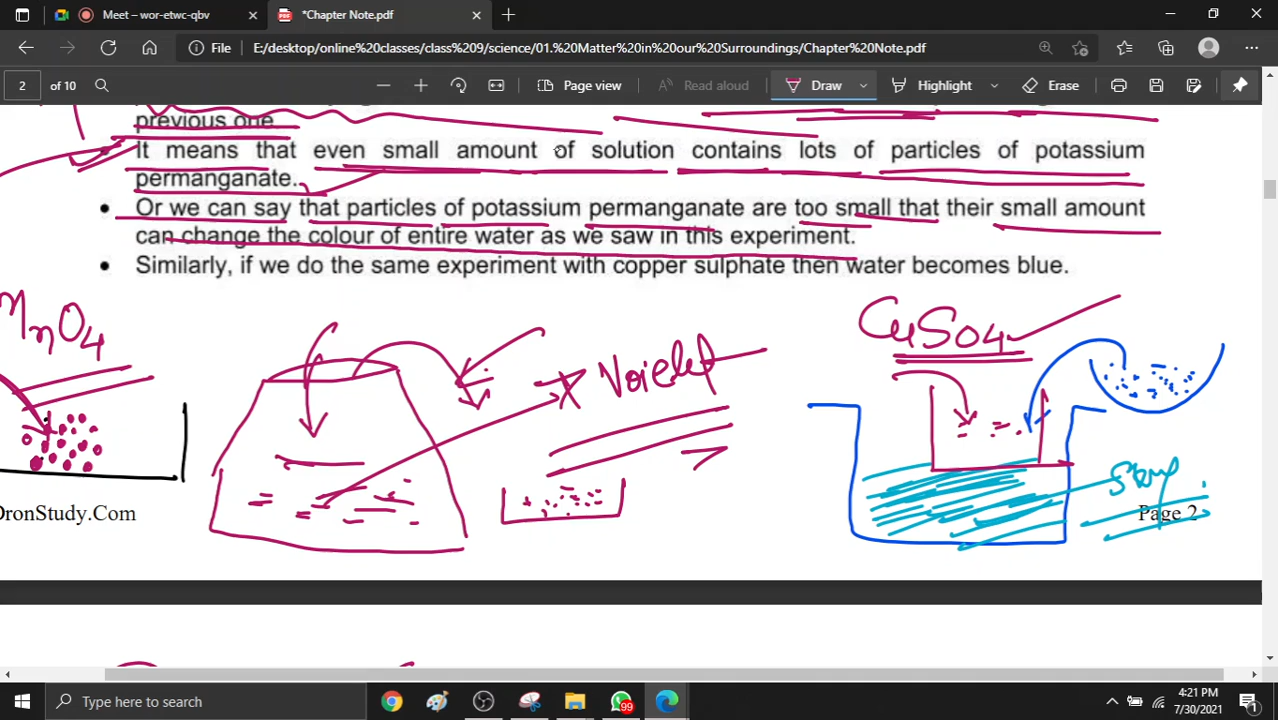 Meet – wor-etwc-qbv
*Chapter Note.pdf
File
E:/desktop/online%20classes/class%209/science/01.%20Matter%20in%20our%20Surroundings/Chapter%20Note.pdf
2 of 10
Page view
Read aloud
Draw
Highlight
Erase
previous one.
It means that even small amount of solution contains lots of particles of potassium
permanganate.
Or we can say that particles of potassium permanganate are too small that their small amount
can change the colour of entire water as we saw in this experiment.
Similarly, if we do the same experiment with copper sulphate then water becomes blue.
MnO4
Voielet
CuSO4
DronStudy.Com
Page 2
Type here to search
99
4:21 PM
7/30/2021
1